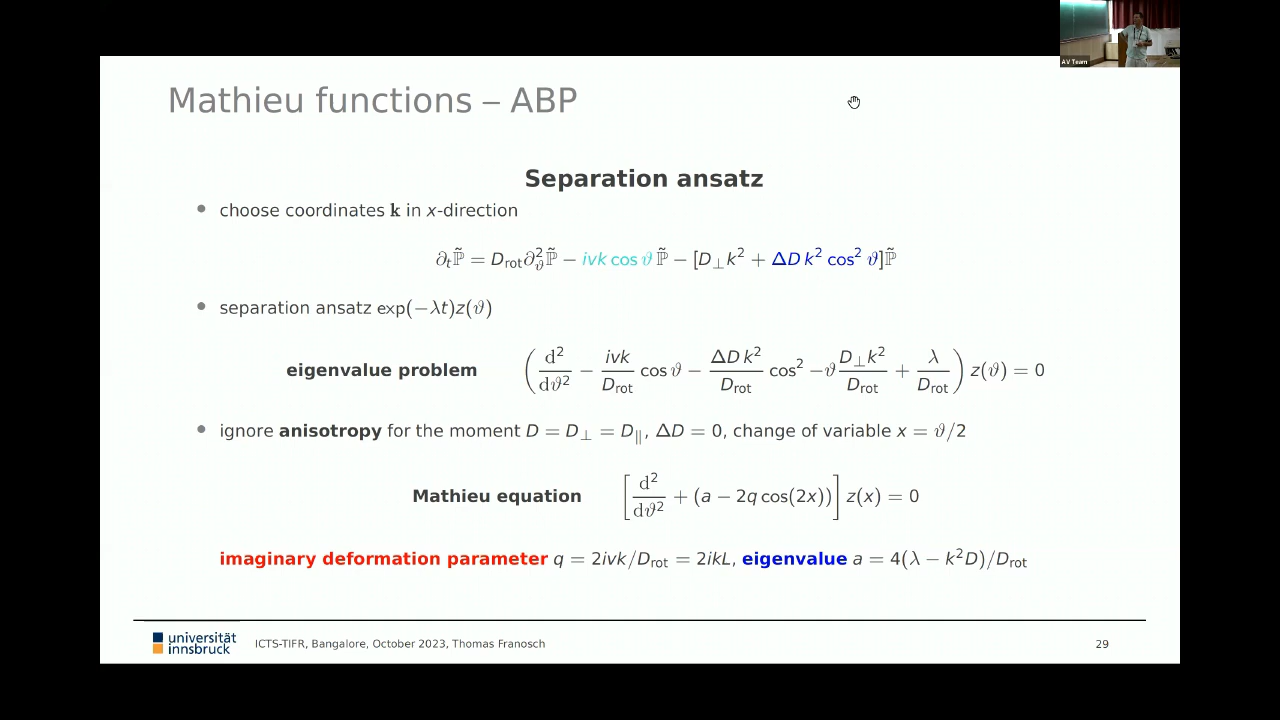 AV Team
Mathieu functions – ABP
Separation ansatz
• choose coordinates k in x-direction
∂ₜP̃ = D_rot ∂²_ϑ P̃ − ivk cos ϑ P̃ − [D_⊥k² + ΔD k² cos² ϑ]P̃
• separation ansatz exp(−λt)z(ϑ)
eigenvalue problem (d²/dϑ² − ivk/D_rot cos ϑ − ΔD k²/D_rot cos² −ϑ D_⊥k²/D_rot + λ/D_rot) z(ϑ) = 0
• ignore anisotropy for the moment D = D_⊥ = D_∥, ΔD = 0, change of variable x = ϑ/2
Mathieu equation [d²/dϑ² + (a − 2q cos(2x))] z(x) = 0
imaginary deformation parameter q = 2ivk/D_rot = 2ikL, eigenvalue a = 4(λ − k²D)/D_rot
universität
innsbruck
ICTS-TIFR, Bangalore, October 2023, Thomas Franosch
29